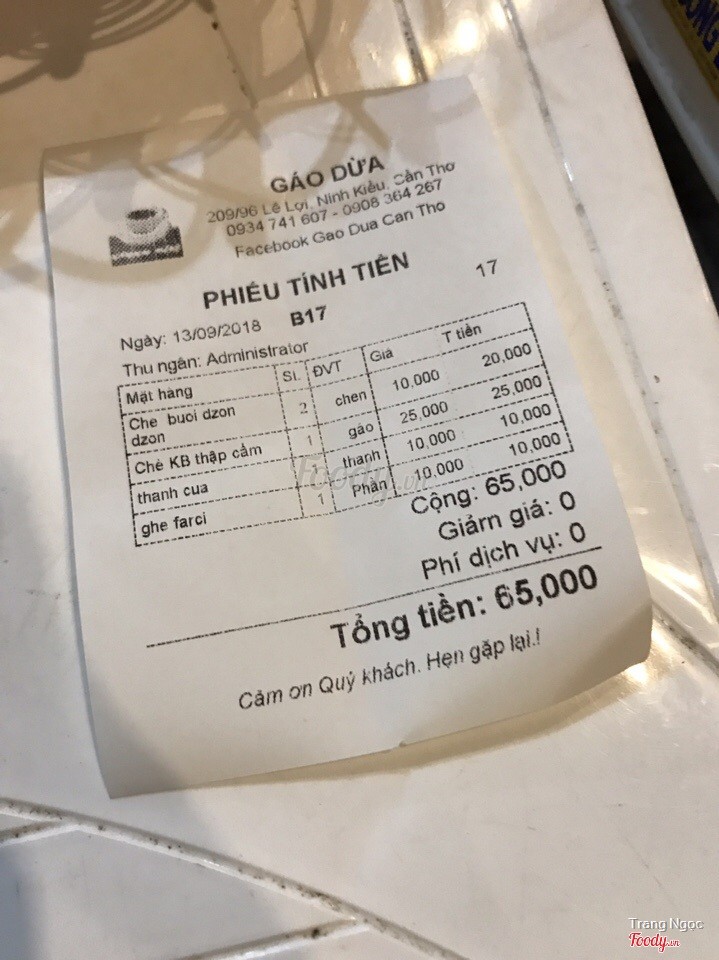 GÁO DỪA
209/96 Lê Lợi, Ninh Kiều, Cần Thơ
0934 741 607 - 0908 364 267
Facebook Gao Dua Can Tho
PHIẾU TÍNH TIỀN
17
Ngày: 13/09/2018 B17
Thu ngân: Administrator
Mặt hàng Sl. ĐVT Giá T tiền
Che buoi dzon dzon 2 chen 10,000 20,000
Chè KB thập cẩm 1 gáo 25,000 25,000
thanh cua thanh 10,000 10,000
ghe farci 1 Phần 10,000 10,000
Cộng: 65,000
Giảm giá: 0
Phí dịch vụ: 0
Tổng tiền: 65,000
Cảm ơn Quý khách. Hẹn gặp lại.!
Foody.vn
Trang Ngoc
Foody.vn